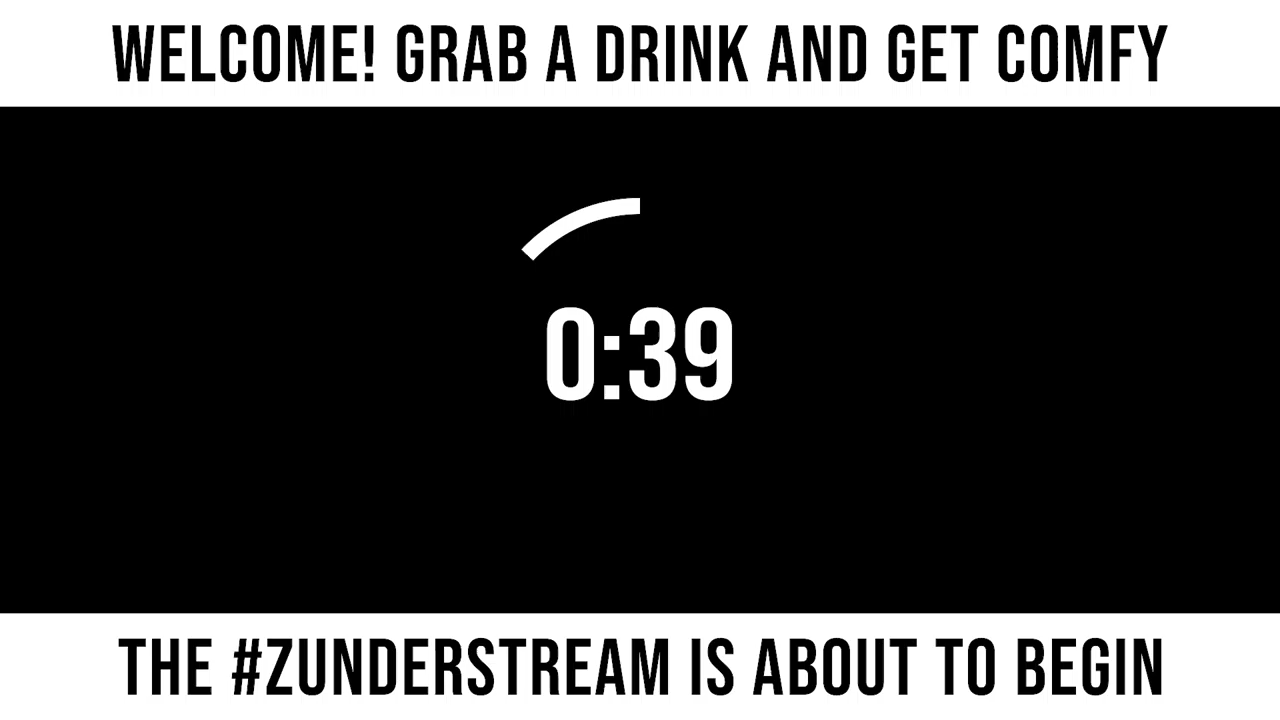 WELCOME! GRAB A DRINK AND GET COMFY
0:39
THE #ZUNDERSTREAM IS ABOUT TO BEGIN